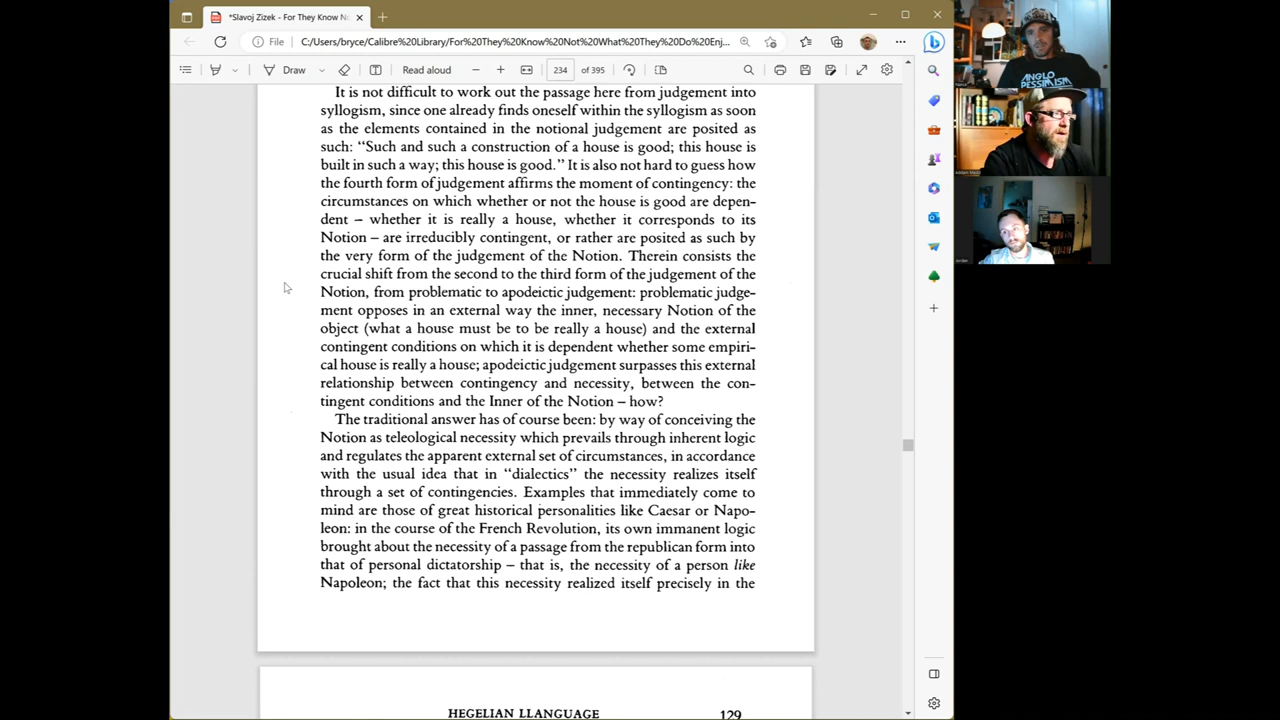 *Slavoj Zizek - For They Know N
File
C:/Users/bryce/Calibre%20Library/For%20They%20Know%20Not%20What%20They%20Do%20Enj...
Draw
Read aloud
234 of 395
It is not difficult to work out the passage here from judgement into
syllogism, since one already finds oneself within the syllogism as soon
as the elements contained in the notional judgement are posited as
such: “Such and such a construction of a house is good; this house is
built in such a way; this house is good.” It is also not hard to guess how
the fourth form of judgement affirms the moment of contingency: the
circumstances on which whether or not the house is good are depen-
dent – whether it is really a house, whether it corresponds to its
Notion – are irreducibly contingent, or rather are posited as such by
the very form of the judgement of the Notion. Therein consists the
crucial shift from the second to the third form of the judgement of the
Notion, from problematic to apodeictic judgement: problematic judge-
ment opposes in an external way the inner, necessary Notion of the
object (what a house must be to be really a house) and the external
contingent conditions on which it is dependent whether some empiri-
cal house is really a house; apodeictic judgement surpasses this external
relationship between contingency and necessity, between the con-
tingent conditions and the Inner of the Notion – how?
The traditional answer has of course been: by way of conceiving the
Notion as teleological necessity which prevails through inherent logic
and regulates the apparent external set of circumstances, in accordance
with the usual idea that in “dialectics” the necessity realizes itself
through a set of contingencies. Examples that immediately come to
mind are those of great historical personalities like Caesar or Napo-
leon: in the course of the French Revolution, its own immanent logic
brought about the necessity of a passage from the republican form into
that of personal dictatorship – that is, the necessity of a person like
Napoleon; the fact that this necessity realized itself precisely in the
HEGELIAN LLANGUAGE 129
ANGLO
PESSIMISM
Jordan